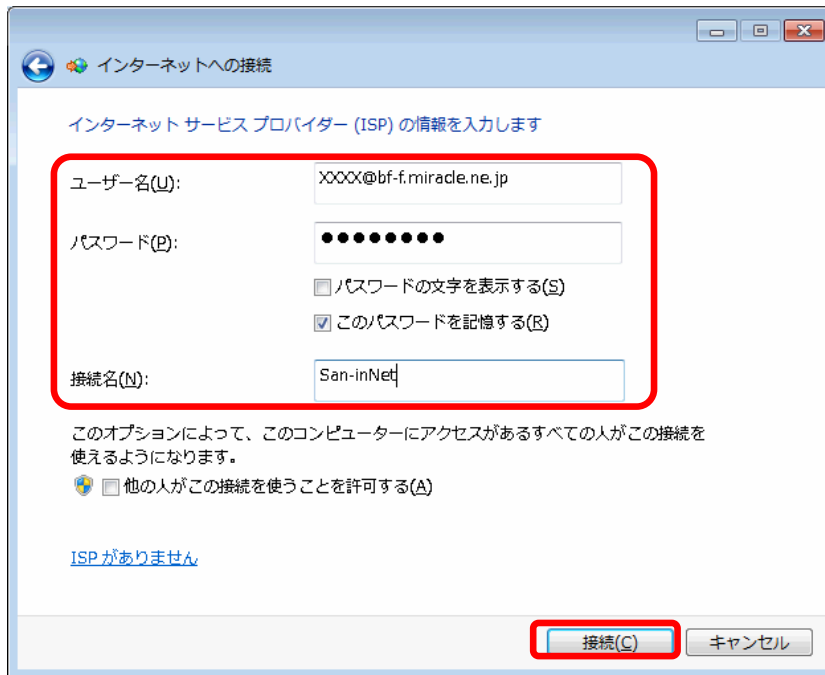 インターネットへの接続
インターネット サービス プロバイダー (ISP) の情報を入力します
ユーザー名(U):
XXXX@bf-f.miracle.ne.jp
パスワード(P):
●●●●●●●●
パスワードの文字を表示する(S)
このパスワードを記憶する(R)
接続名(N):
San-inNet
このオプションによって、このコンピューターにアクセスがあるすべての人がこの接続を
使えるようになります。
他の人がこの接続を使うことを許可する(A)
ISP がありません
接続(C)
キャンセル